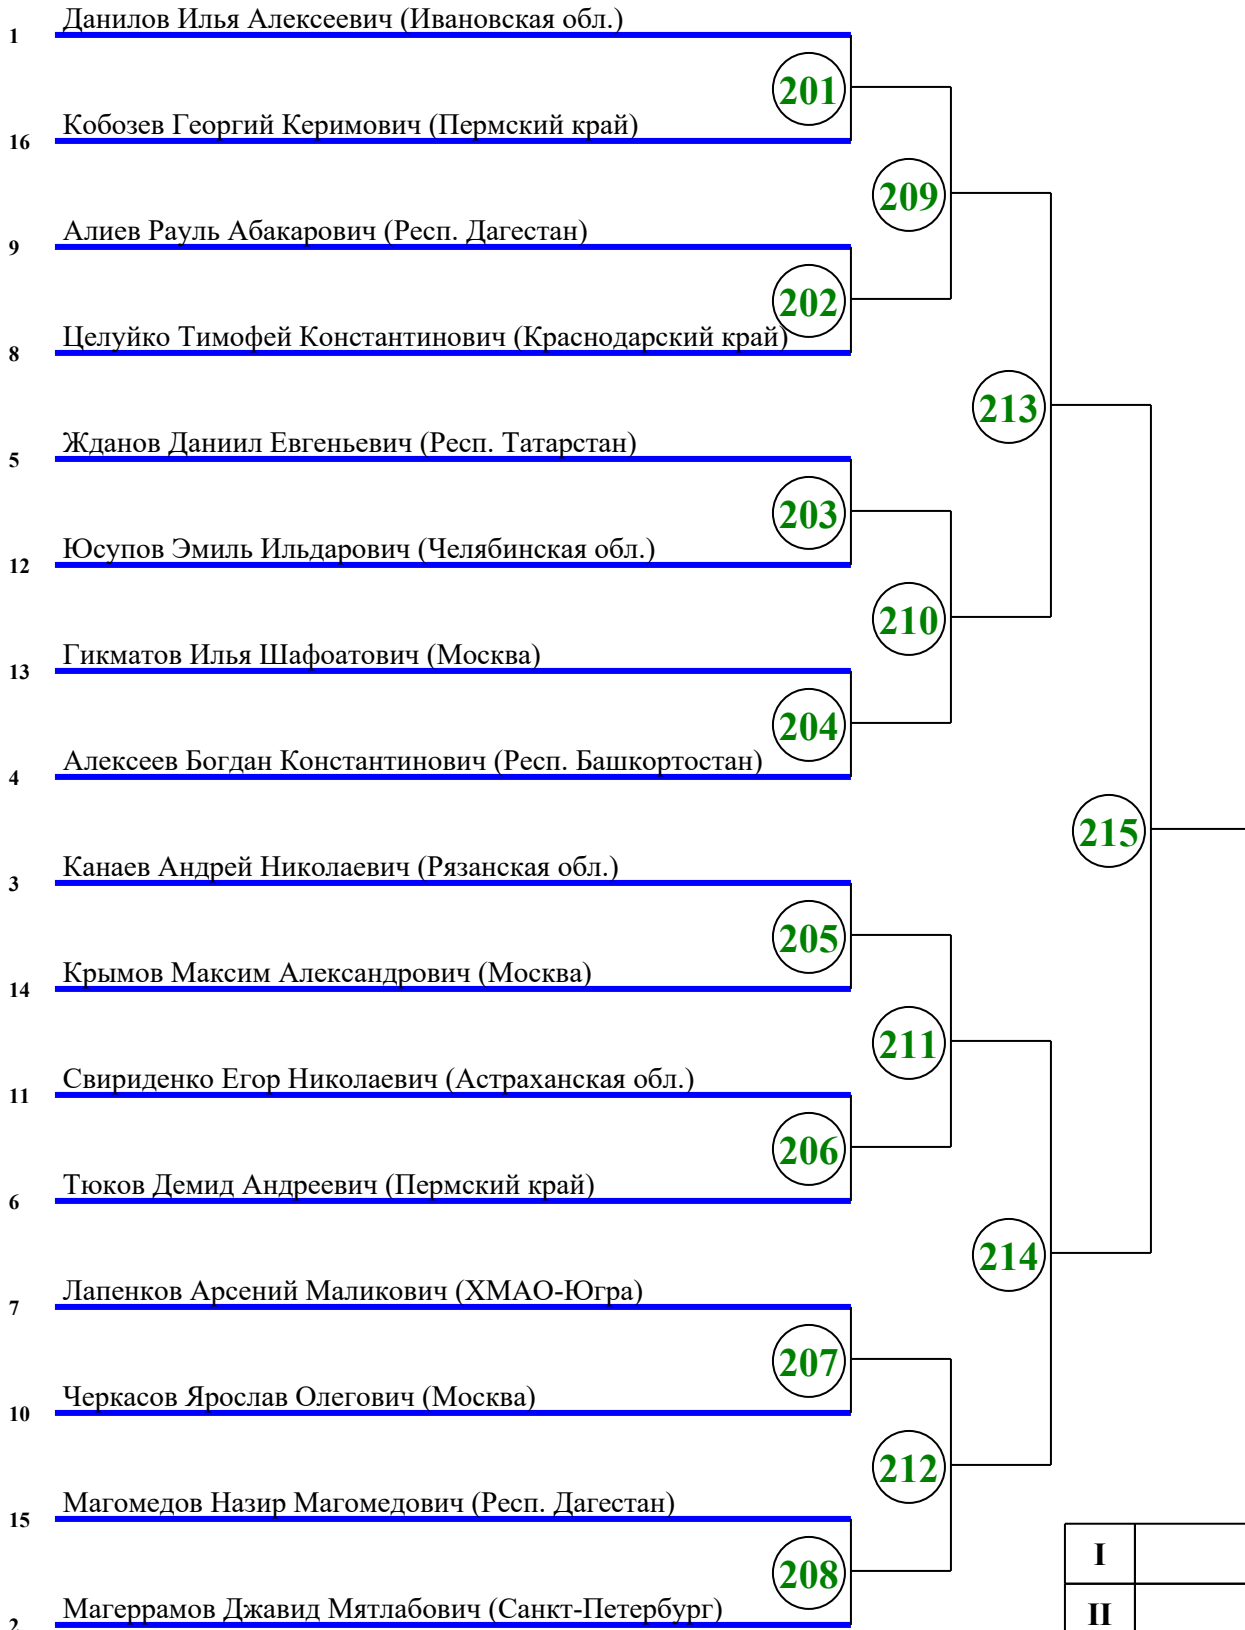 Данилов Илья Алексеевич (Ивановская обл.)
1
201
Кобозев Георгий Керимович (Пермский край)
16
209
Алиев Рауль Абакарович (Респ. Дагестан)
9
202
Целуйко Тимофей Константинович (Краснодарский край)
8
213
Жданов Даниил Евгеньевич (Респ. Татарстан)
5
203
Юсупов Эмиль Ильдарович (Челябинская обл.)
12
210
Гикматов Илья Шафоатович (Москва)
13
204
Алексеев Богдан Константинович (Респ. Башкортостан)
4
215
Канаев Андрей Николаевич (Рязанская обл.)
3
205
Крымов Максим Александрович (Москва)
14
211
Свириденко Егор Николаевич (Астраханская обл.)
11
206
Тюков Демид Андреевич (Пермский край)
6
214
Лапенков Арсений Маликович (ХМАО-Югра)
7
207
Черкасов Ярослав Олегович (Москва)
10
212
Магомедов Назир Магомедович (Респ. Дагестан)
15
I
208
Магеррамов Джавид Мятлабович (Санкт-Петербург)
2
II